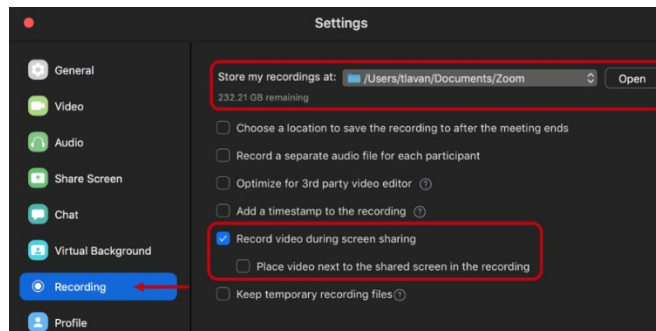 Settings
General
Video
Audio
Share Screen
Chat
Virtual Background
Recording
Profile
Store my recordings at: /Users/tlavan/Documents/Zoom Open
232.21 GB remaining
Choose a location to save the recording to after the meeting ends
Record a separate audio file for each participant
Optimize for 3rd party video editor ?
Add a timestamp to the recording ?
Record video during screen sharing
Place video next to the shared screen in the recording
Keep temporary recording files ?